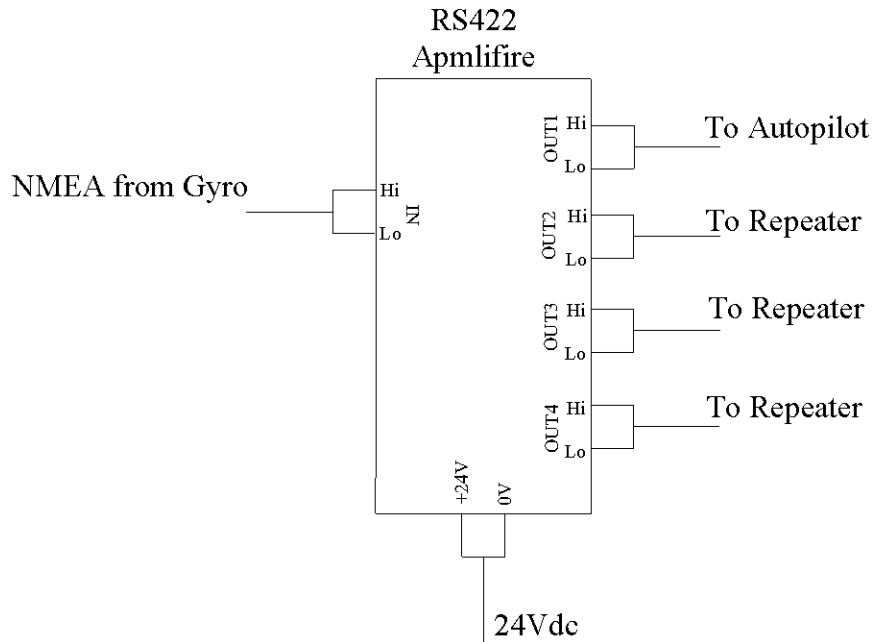 RS422
Apmlifire
NMEA from Gyro
Hi
IN
Lo
OUT1
Hi
Lo
To Autopilot
OUT2
Hi
Lo
To Repeater
OUT3
Hi
Lo
To Repeater
OUT4
Hi
Lo
To Repeater
+24V
0V
24Vdc